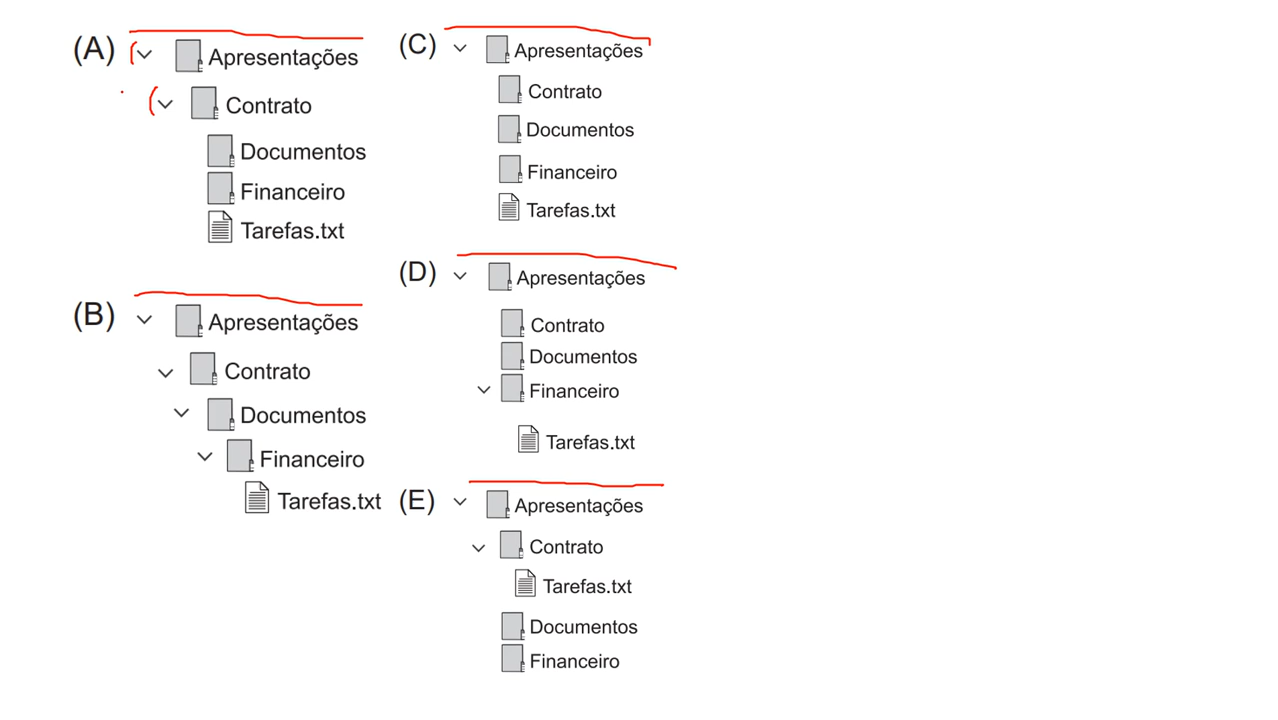 (A) Apresentações
Contrato
Documentos
Financeiro
Tarefas.txt
(B) Apresentações
Contrato
Documentos
Financeiro
Tarefas.txt
(C) Apresentações
Contrato
Documentos
Financeiro
Tarefas.txt
(D) Apresentações
Contrato
Documentos
Financeiro
Tarefas.txt
(E) Apresentações
Contrato
Tarefas.txt
Documentos
Financeiro